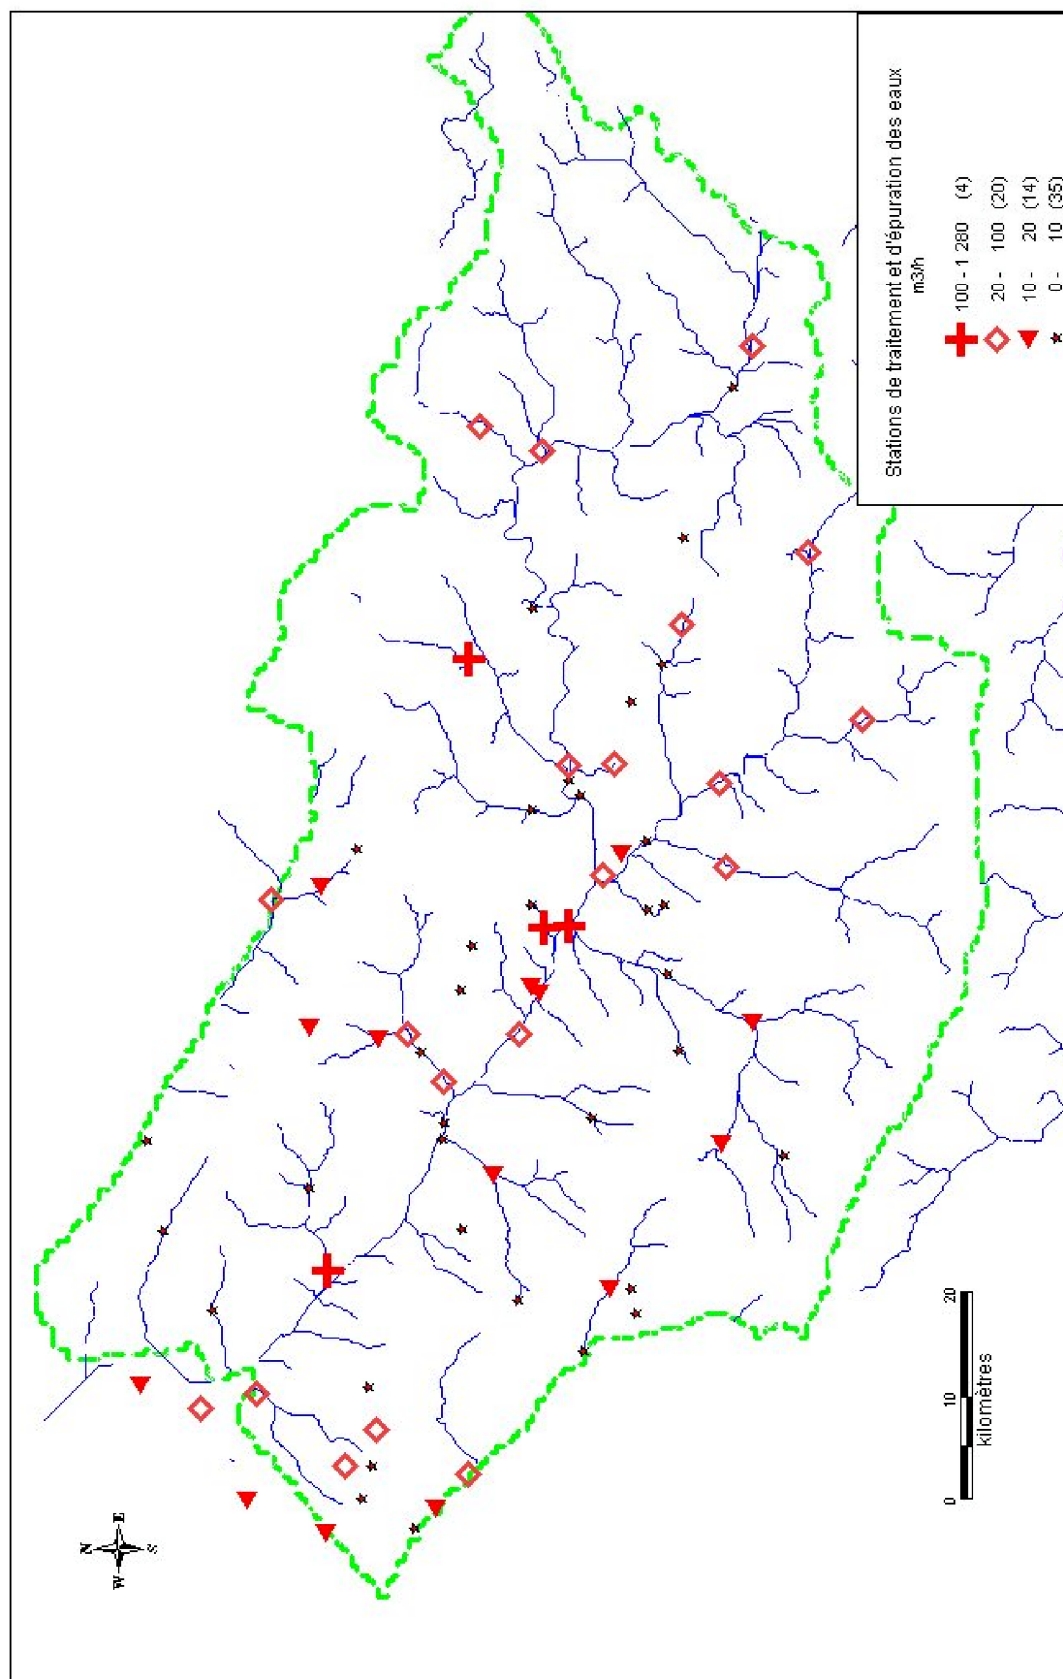 Stations de traitement et d'épuration des eaux
m3/h
100 - 1 280 (4)
20 - 100 (20)
10 - 20 (14)
0 - 10 (35)
N
W E
S
0 10 20
kilomètres